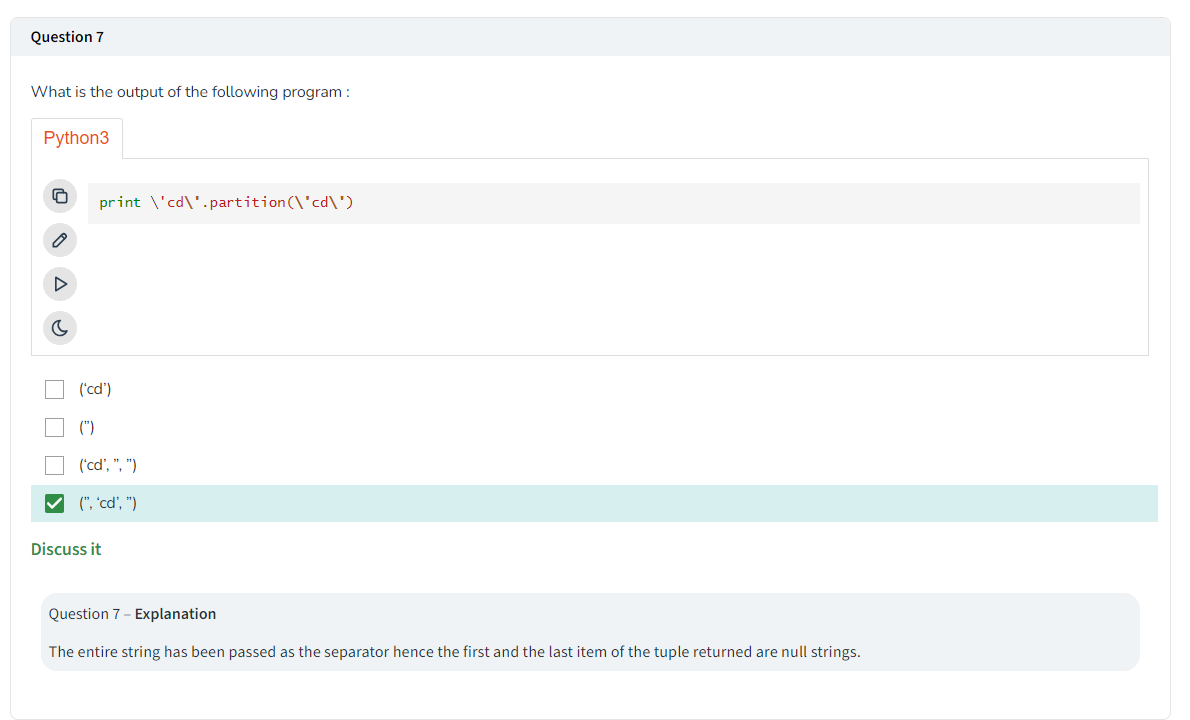 Question 7
What is the output of the following program :
Python3
print \'cd\'.partition(\'cd\')
(‘cd’)
(”)
(‘cd’, ”, ”)
(”, ‘cd’, ”)
Discuss it
Question 7 – Explanation
The entire string has been passed as the separator hence the first and the last item of the tuple returned are null strings.